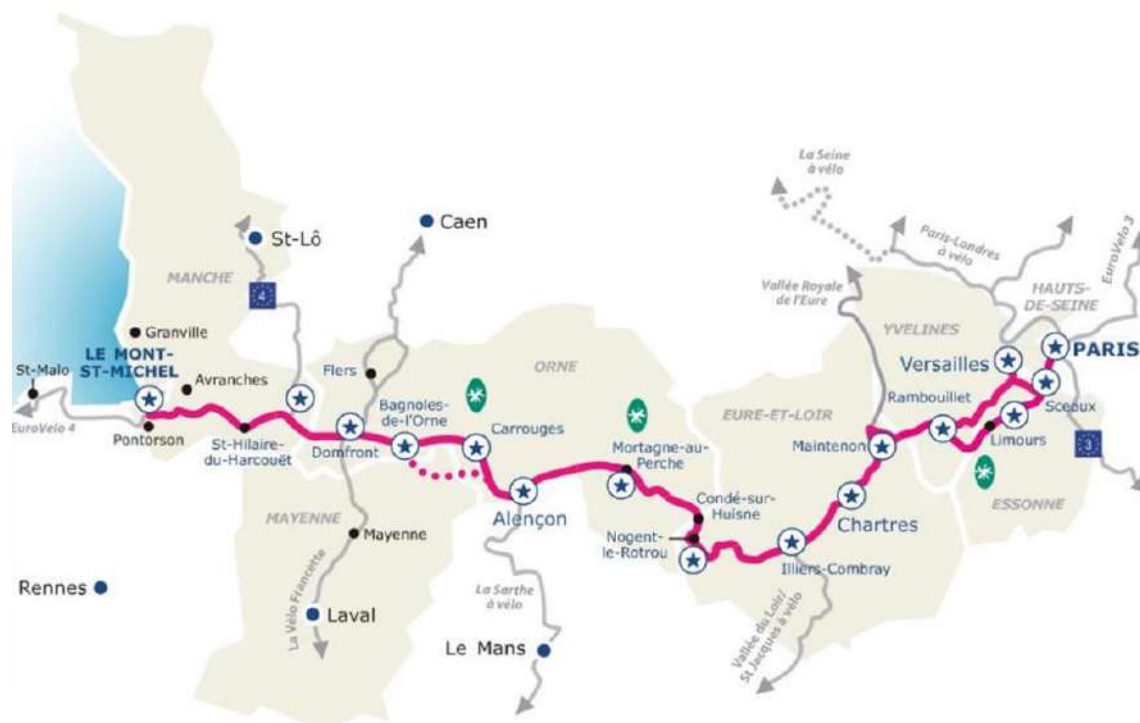 La Seine
à vélo
Caen
St-Lô
Paris-Londres
à vélo
EuroVelo 3
MANCHE
4
Vallée Royale
de l'Eure
HAUTS-
DE-SEINE
Granville
YVELINES
LE MONT-
ST-MICHEL
PARIS
Versailles
St-Malo
Avranches
Flers
ORNE
Rambouillet
Sceaux
EuroVelo 4
Pontorson
St-Hilaire-
du-Harcouët
Domfront
Bagnoles-
de-l'Orne
Carrouges
EURE-ET-LOIR
Mortagne-au-
Perche
Maintenon
Limours
3
ESSONNE
Alençon
Condé-sur-
Huisne
Chartres
MAYENNE
Mayenne
Nogent-
le-Rotrou
Illiers-Combray
La Vélo Francette
Rennes
Laval
La Sarthe
à vélo
Le Mans
Vallée du Loir/
St Jacques à vélo